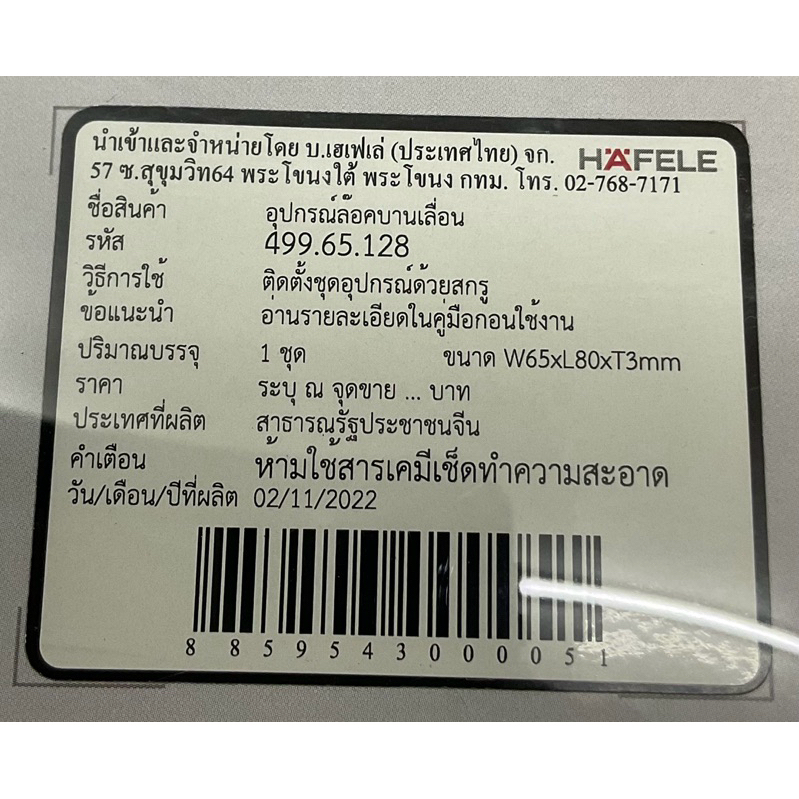 นำเข้าและจำหน่ายโดย บ.เฮเฟเล่ (ประเทศไทย) จก. HÄFELE
57 ซ.สุขุมวิท64 พระโขนงใต้ พระโขนง กทม. โทร. 02-768-7171
ชื่อสินค้า อุปกรณ์ล๊อคบานเลื่อน
รหัส 499.65.128
วิธีการใช้ ติดตั้งชุดอุปกรณ์ด้วยสกรู
ข้อแนะนำ อ่านรายละเอียดในคู่มือก่อนใช้งาน
ปริมาณบรรจุ 1 ชุด ขนาด W65xL80xT3mm
ราคา ระบุ ณ จุดขาย ... บาท
ประเทศที่ผลิต สาธารณรัฐประชาชนจีน
คำเตือน ห้ามใช้สารเคมีเช็ดทำความสะอาด
วัน/เดือน/ปีที่ผลิต 02/11/2022
8 859543 000051